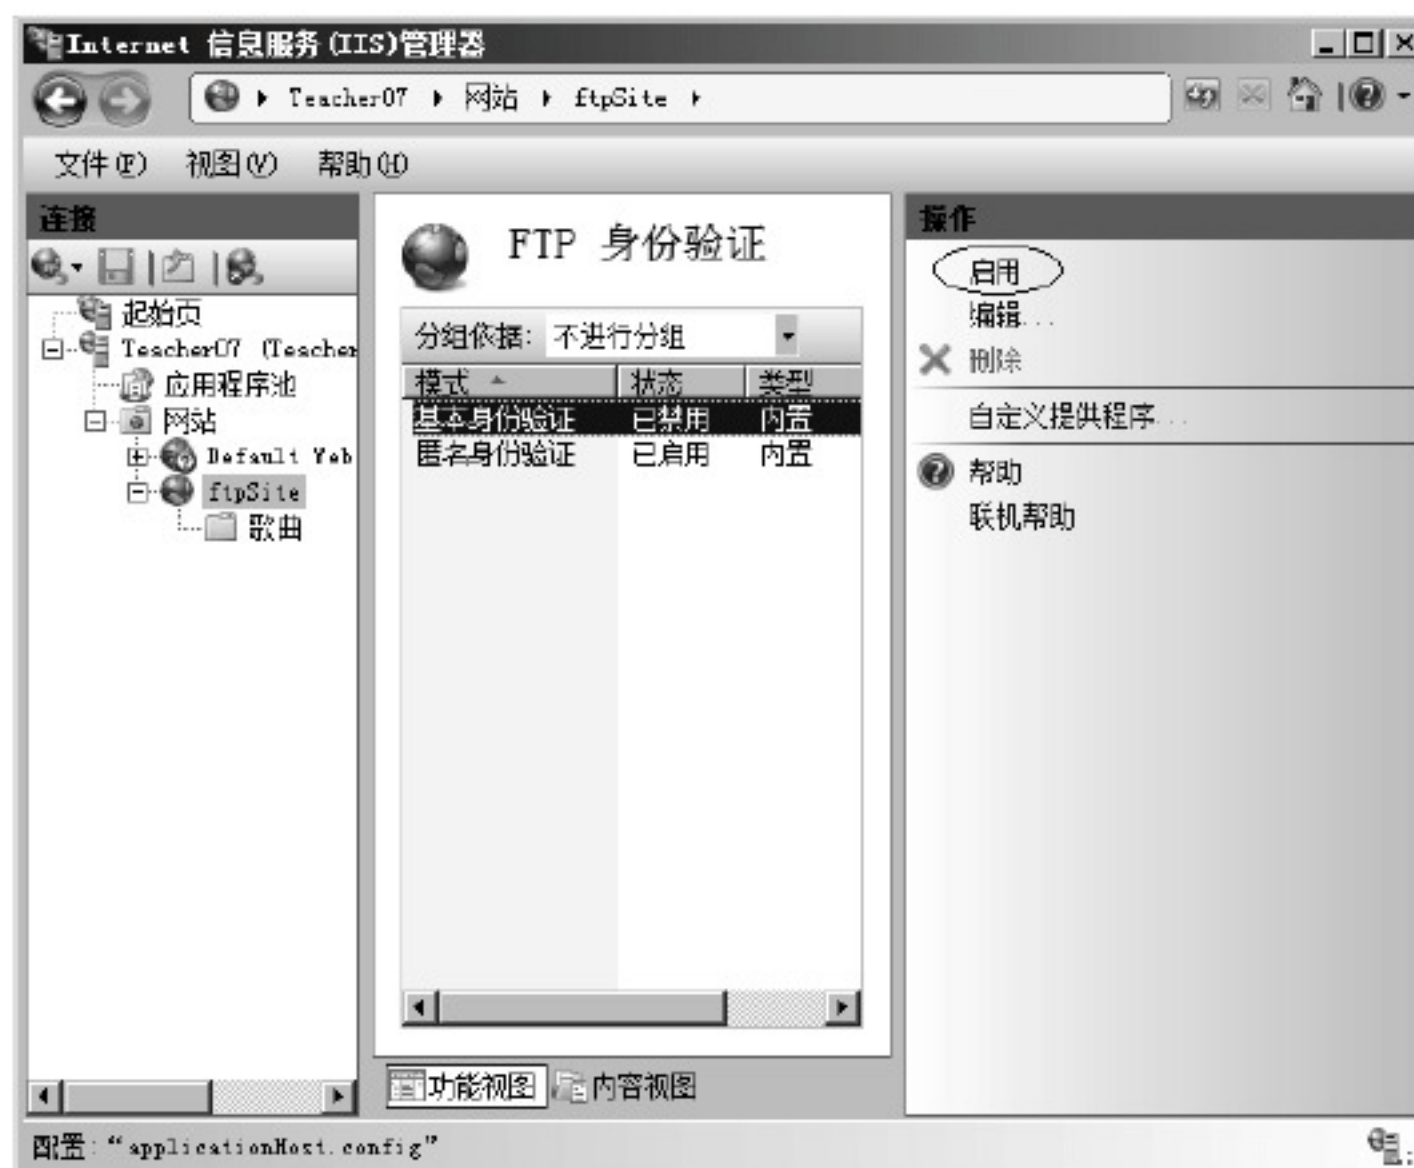 Internet 信息服务(IIS)管理器
Teacher07 网站 ftpSite
文件(F) 视图(V) 帮助(H)
连接
起始页
Teacher07 (Teacher
应用程序池
网站
Default Web
ftpSite
歌曲
FTP 身份验证
分组依据: 不进行分组
模式 状态 类型
基本身份验证 已禁用 内置
匿名身份验证 已启用 内置
功能视图 内容视图
操作
启用
编辑...
删除
自定义提供程序...
帮助
联机帮助
配置:“applicationHost.config”